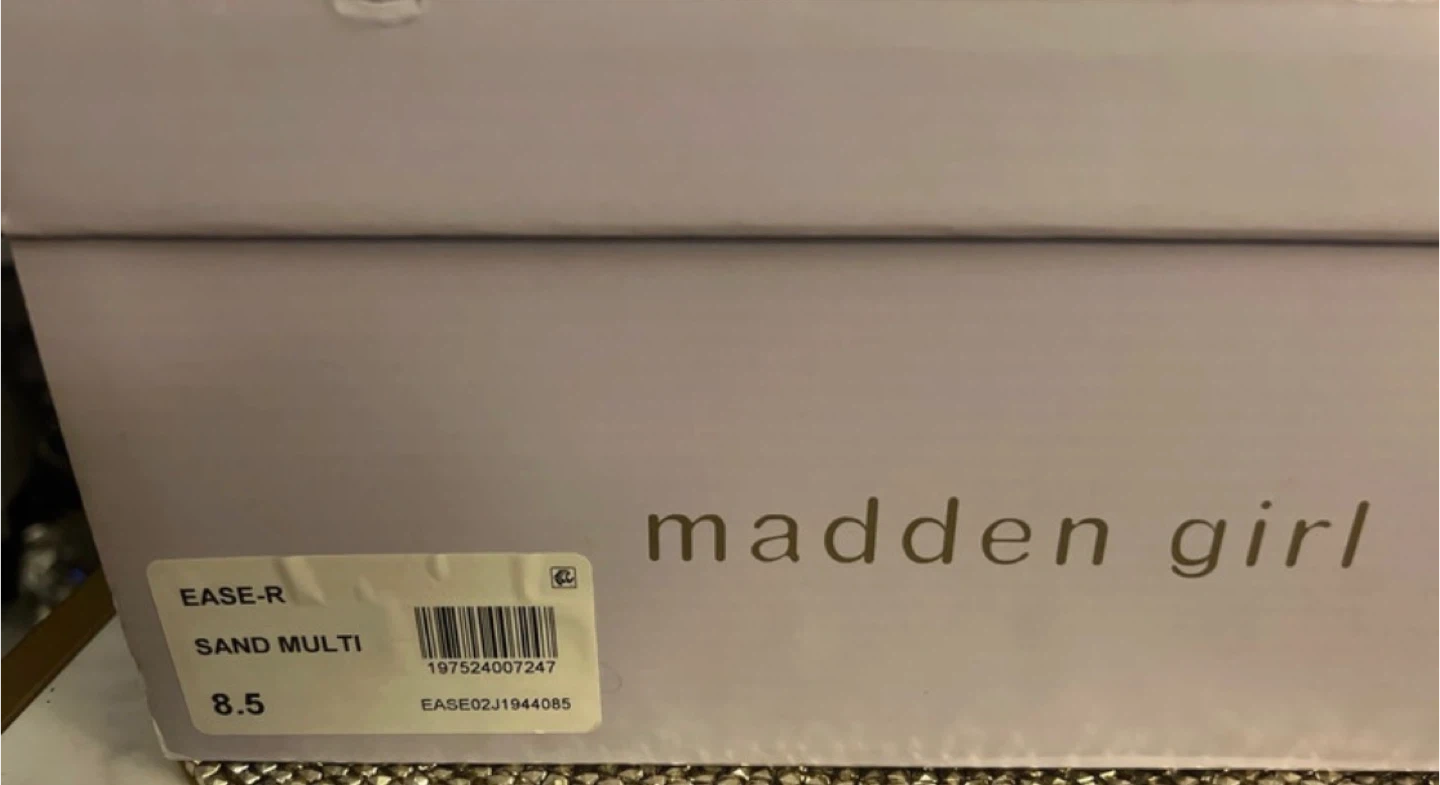 madden girl
EASE-R
SAND MULTI
197524007247
8.5
EASE02J1944085